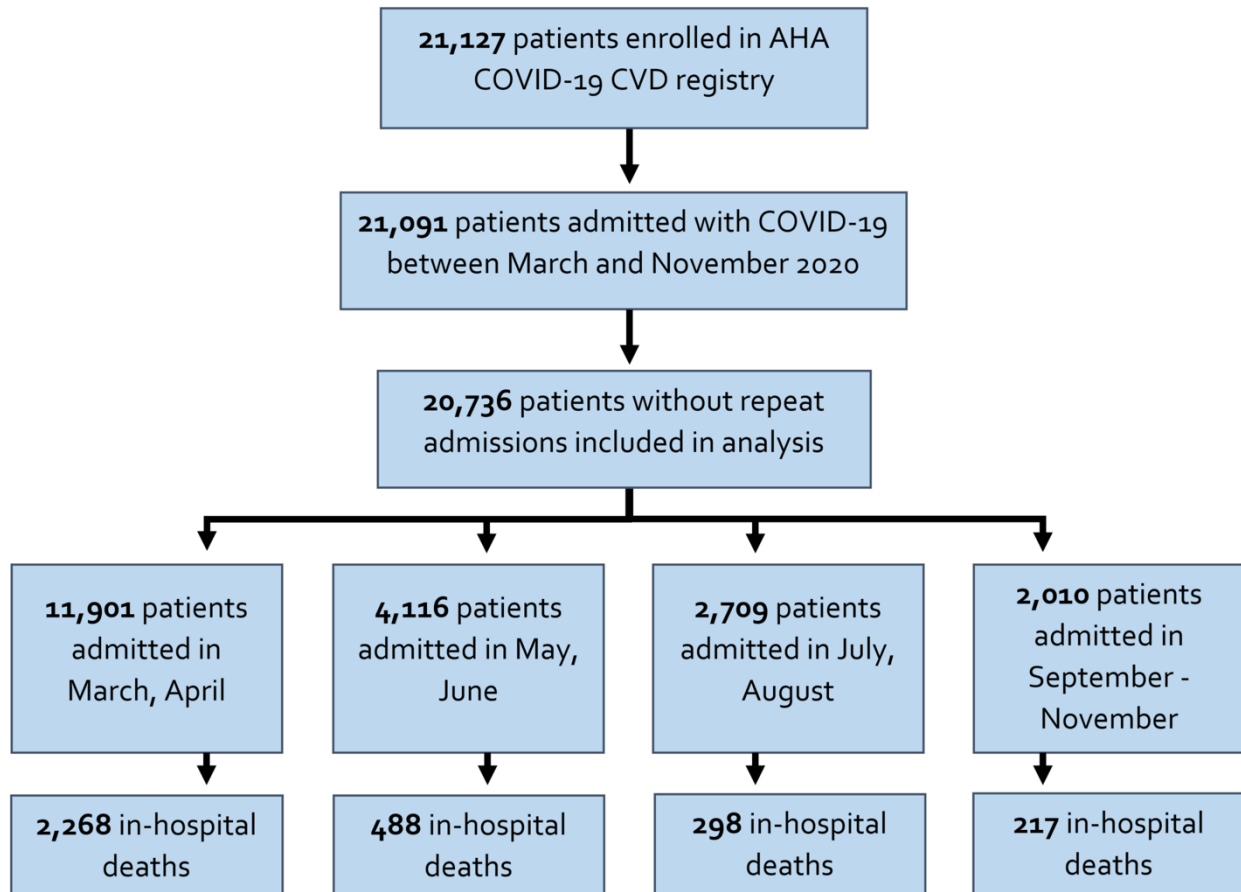 21,127 patients enrolled in AHA
COVID-19 CVD registry
21,091 patients admitted with COVID-19
between March and November 2020
20,736 patients without repeat
admissions included in analysis
11,901 patients
admitted in
March, April
4,116 patients
admitted in May,
June
2,709 patients
admitted in July,
August
2,010 patients
admitted in
September -
November
2,268 in-hospital
deaths
488 in-hospital
deaths
298 in-hospital
deaths
217 in-hospital
deaths